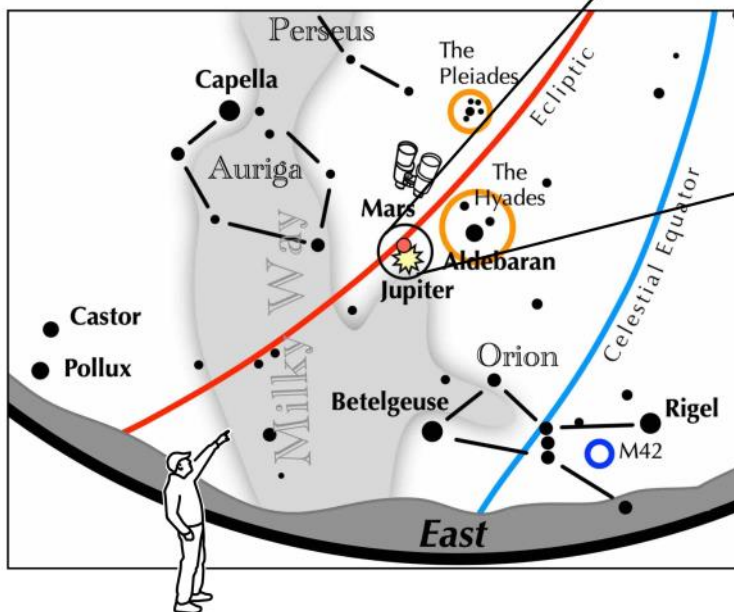 Perseus
The
Pleiades
Capella
Ecliptic
Auriga
The
Hyades
Mars
Milky Way
Aldebaran
Jupiter
Celestial Equator
Castor
Pollux
Orion
Betelgeuse
Rigel
M42
East